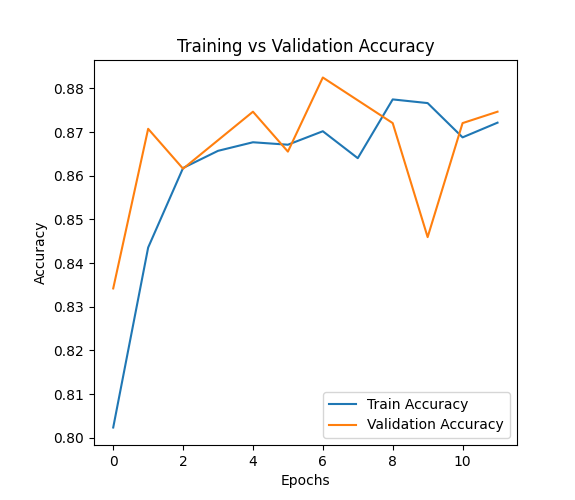 Training vs Validation Accuracy
0.88
0.87
0.86
0.85
0.84
0.83
0.82
0.81
0.80
Accuracy
Train Accuracy
Validation Accuracy
0 2 4 6 8 10
Epochs